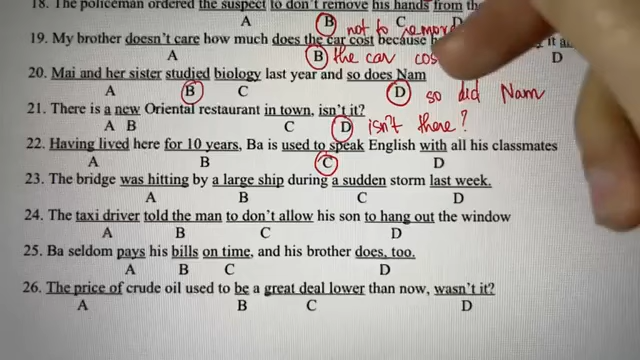 18. The policeman ordered the suspect to don't remove his hands from the
A B C D not to remov
19. My brother doesn't care how much does the car cost because it al
A B the car cos D
20. Mai and her sister studied biology last year and so does Nam
A B C D so did Nam
21. There is a new Oriental restaurant in town, isn't it?
A B C D isn't there?
22. Having lived here for 10 years, Ba is used to speak English with all his classmates
A B C D
23. The bridge was hitting by a large ship during a sudden storm last week.
A B C D
24. The taxi driver told the man to don't allow his son to hang out the window
A B C D
25. Ba seldom pays his bills on time, and his brother does, too.
A B C D
26. The price of crude oil used to be a great deal lower than now, wasn't it?
A B C D